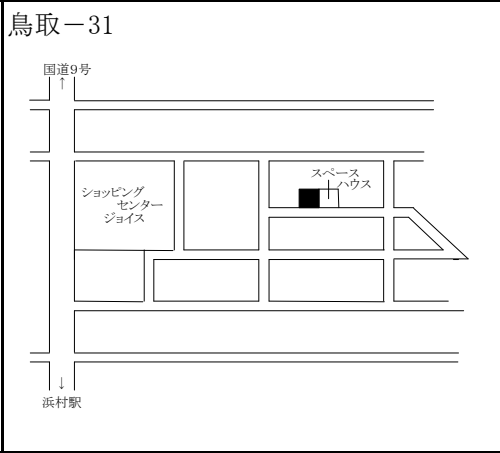 鳥取－31
国道9号
↑
ショッピング
センター
ジョイス
スペース
ハウス
↓
浜村駅